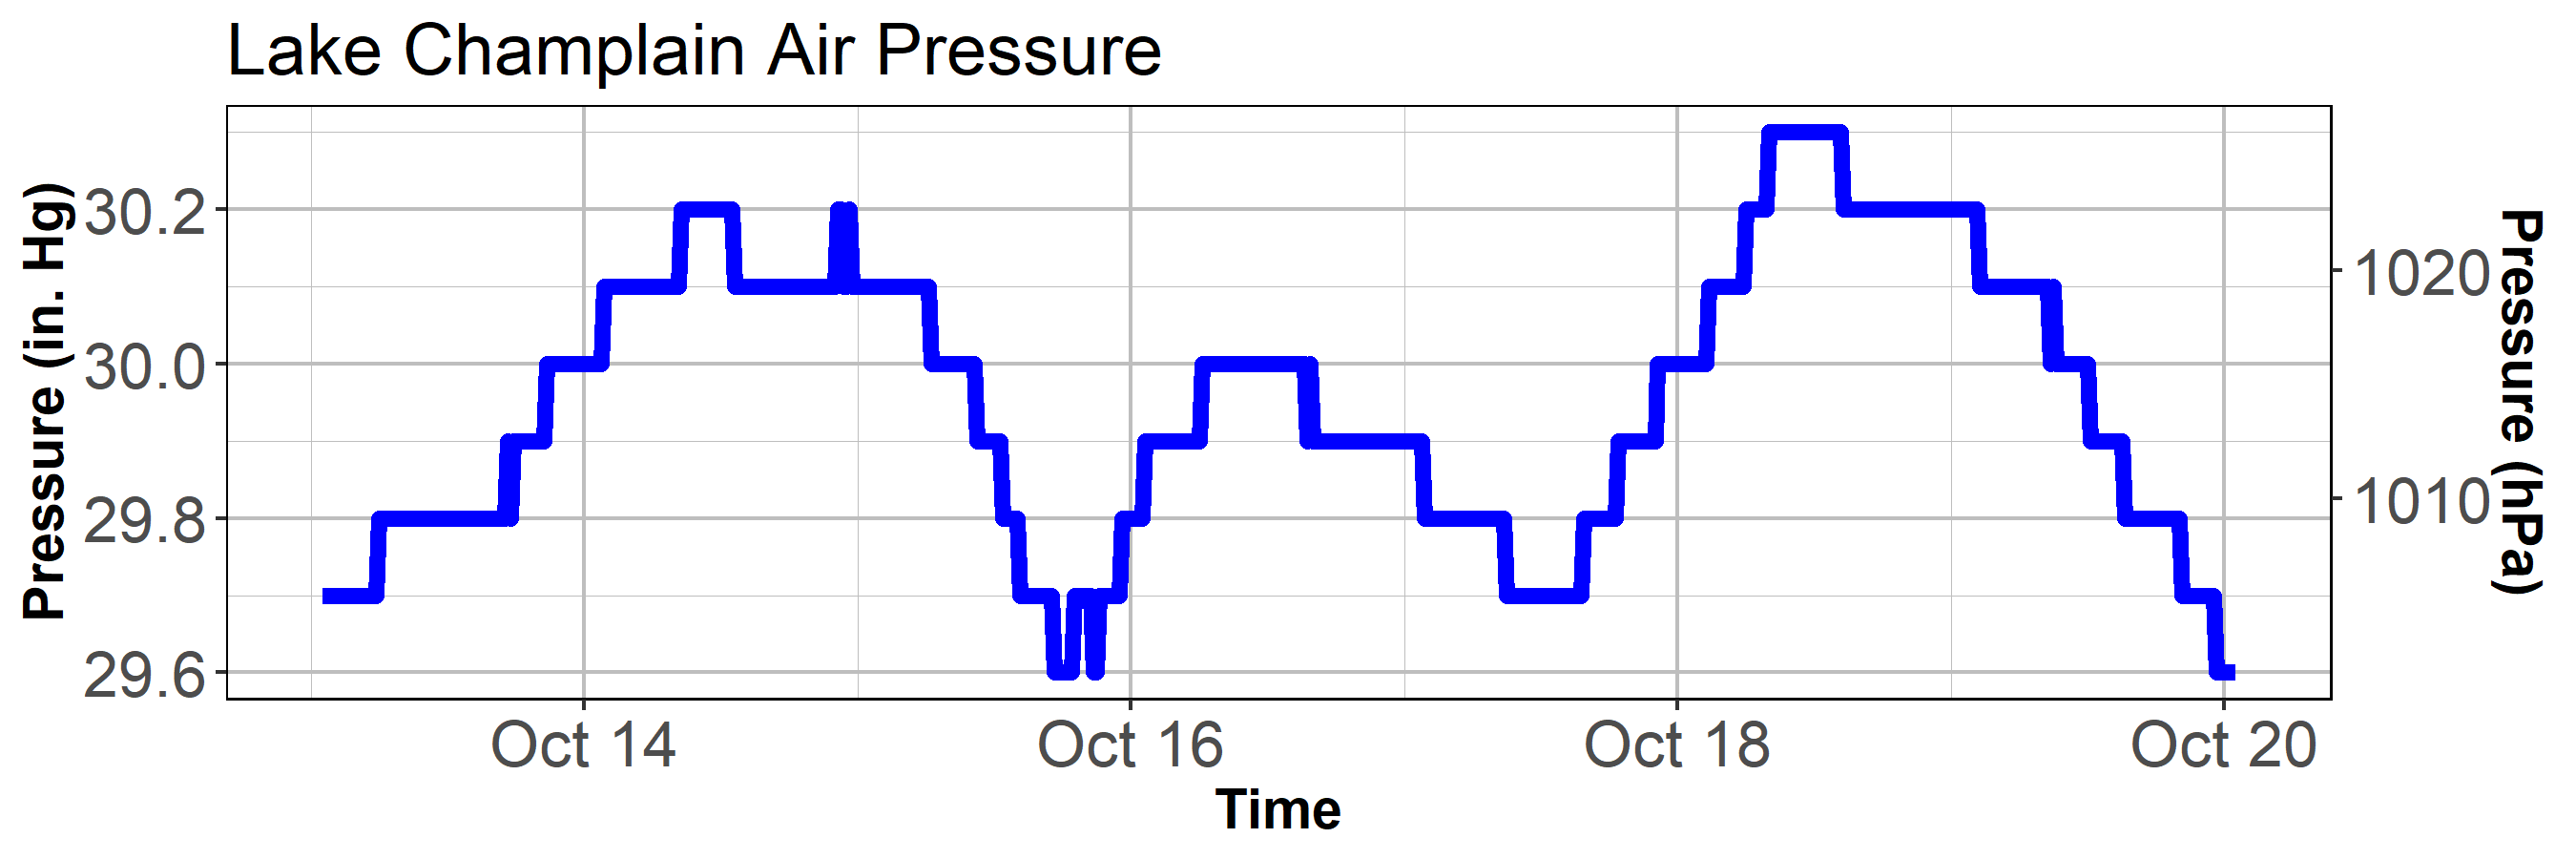 Lake Champlain Air Pressure
Pressure (in. Hg)
30.2
30.0
29.8
29.6
1020
1010
Pressure (hPa)
Oct 14 Oct 16 Oct 18 Oct 20
Time